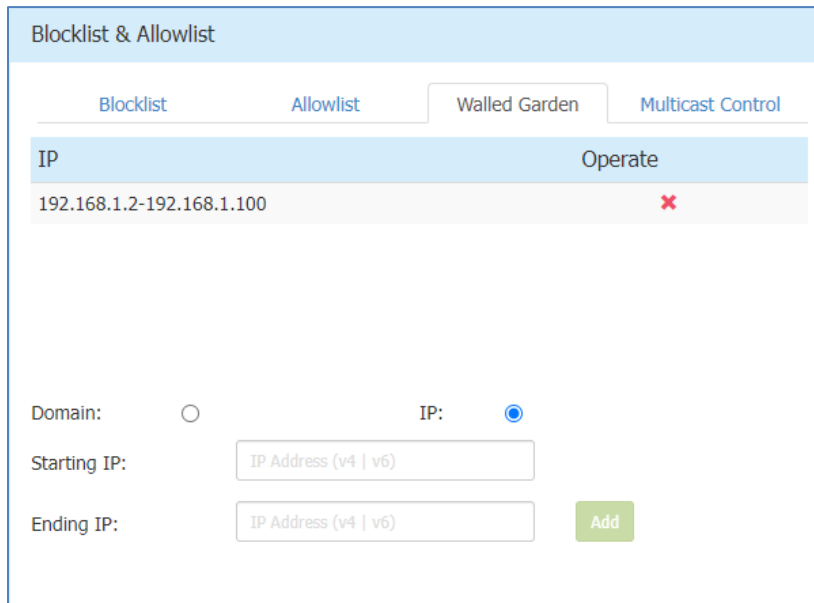 Blocklist & Allowlist
Blocklist Allowlist Walled Garden Multicast Control
IP Operate
192.168.1.2-192.168.1.100
Domain: IP:
Starting IP: IP Address (v4 | v6)
Ending IP: IP Address (v4 | v6) Add